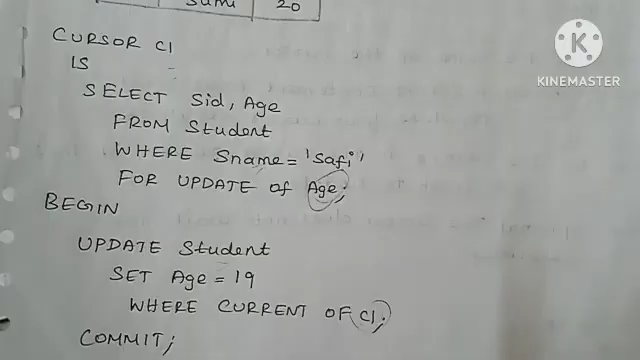 Sumi 20
CURSOR C1
IS
SELECT Sid, Age
FROM Student
WHERE Sname = 'Safi'
FOR UPDATE of Age;
BEGIN
UPDATE Student
SET Age = 19
WHERE CURRENT OF C1;
COMMIT;
K
KINEMASTER